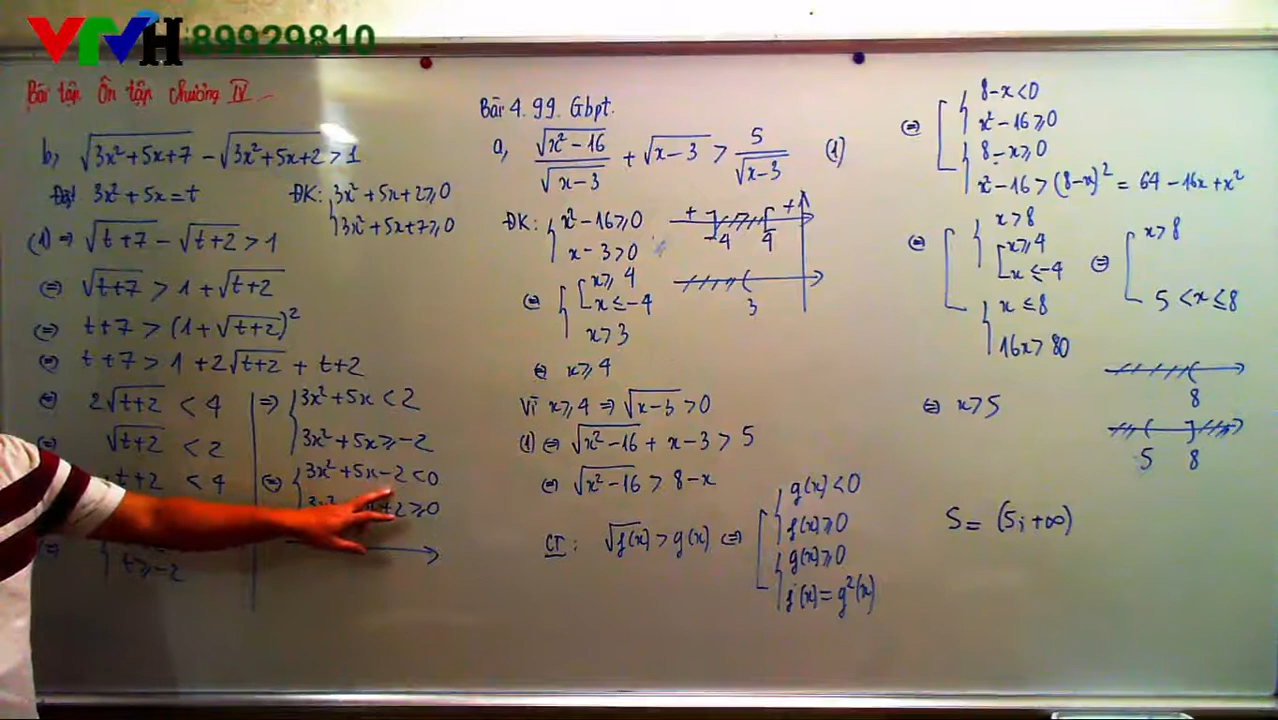 VTVH
89929810
Bài tập Ôn tập chương IV
b, √(3x²+5x+7) - √(3x²+5x+2) > 1
Đặt 3x²+5x=t ĐK: { 3x²+5x+2≥0
3x²+5x+7≥0
(1) ⇒ √(t+7) - √(t+2) > 1
⇔ √(t+7) > 1 + √(t+2)
⇔ t+7 > (1+√(t+2))²
⇔ t+7 > 1+2√(t+2) + t+2
⇔ 2√(t+2) < 4
⇔ √(t+2) < 2
t+2 < 4
⇔
t≥-2
⇒ { 3x²+5x < 2
3x²+5x≥-2
⇔ { 3x²+5x-2<0
+2≥0
Bài 4.99. Gbpt.
a, √(x²-16)/√(x-3) + √(x-3) > 5/√(x-3) (1)
ĐK: { x²-16≥0
x-3>0
+ -4 4 +
⇔ { [ x≥4
x≤-4
x>3
3
⇔ x≥4
Vì x≥4 ⇒ √(x-3) >0
(1) ⇔ √(x²-16) + x-3 > 5
⇔ √(x²-16) > 8-x
CT: √f(x) > g(x) ⇔ [ { g(x)<0
f(x)≥0
{ g(x)≥0
f(x)=g²(x)
⇔ [ { 8-x<0
x²-16≥0
{ 8-x≥0
x²-16>(8-x)² = 64-16x+x²
⇔ [ { x>8
[ x≥4
x≤-4
{ x≤8
16x>80
⇔ [ x>8
5<x≤8
8
⇔ x>5
5 8
S= (5;+∞)